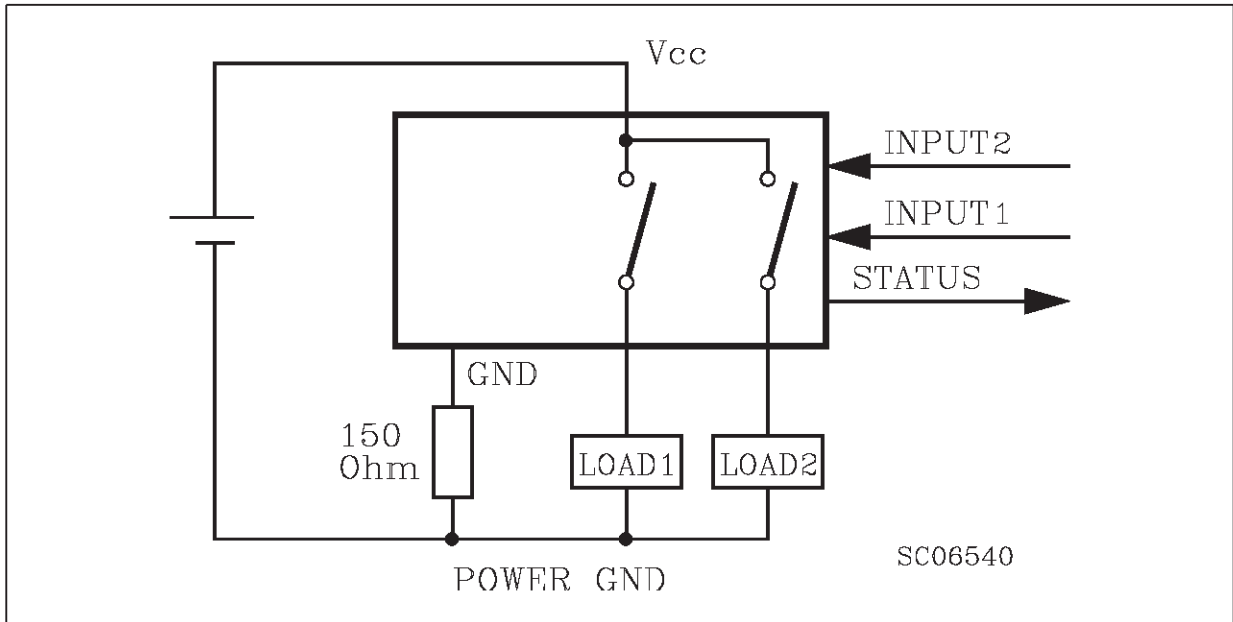 Vcc
INPUT2
INPUT1
STATUS
GND
150
Ohm
LOAD1
LOAD2
SC06540
POWER GND